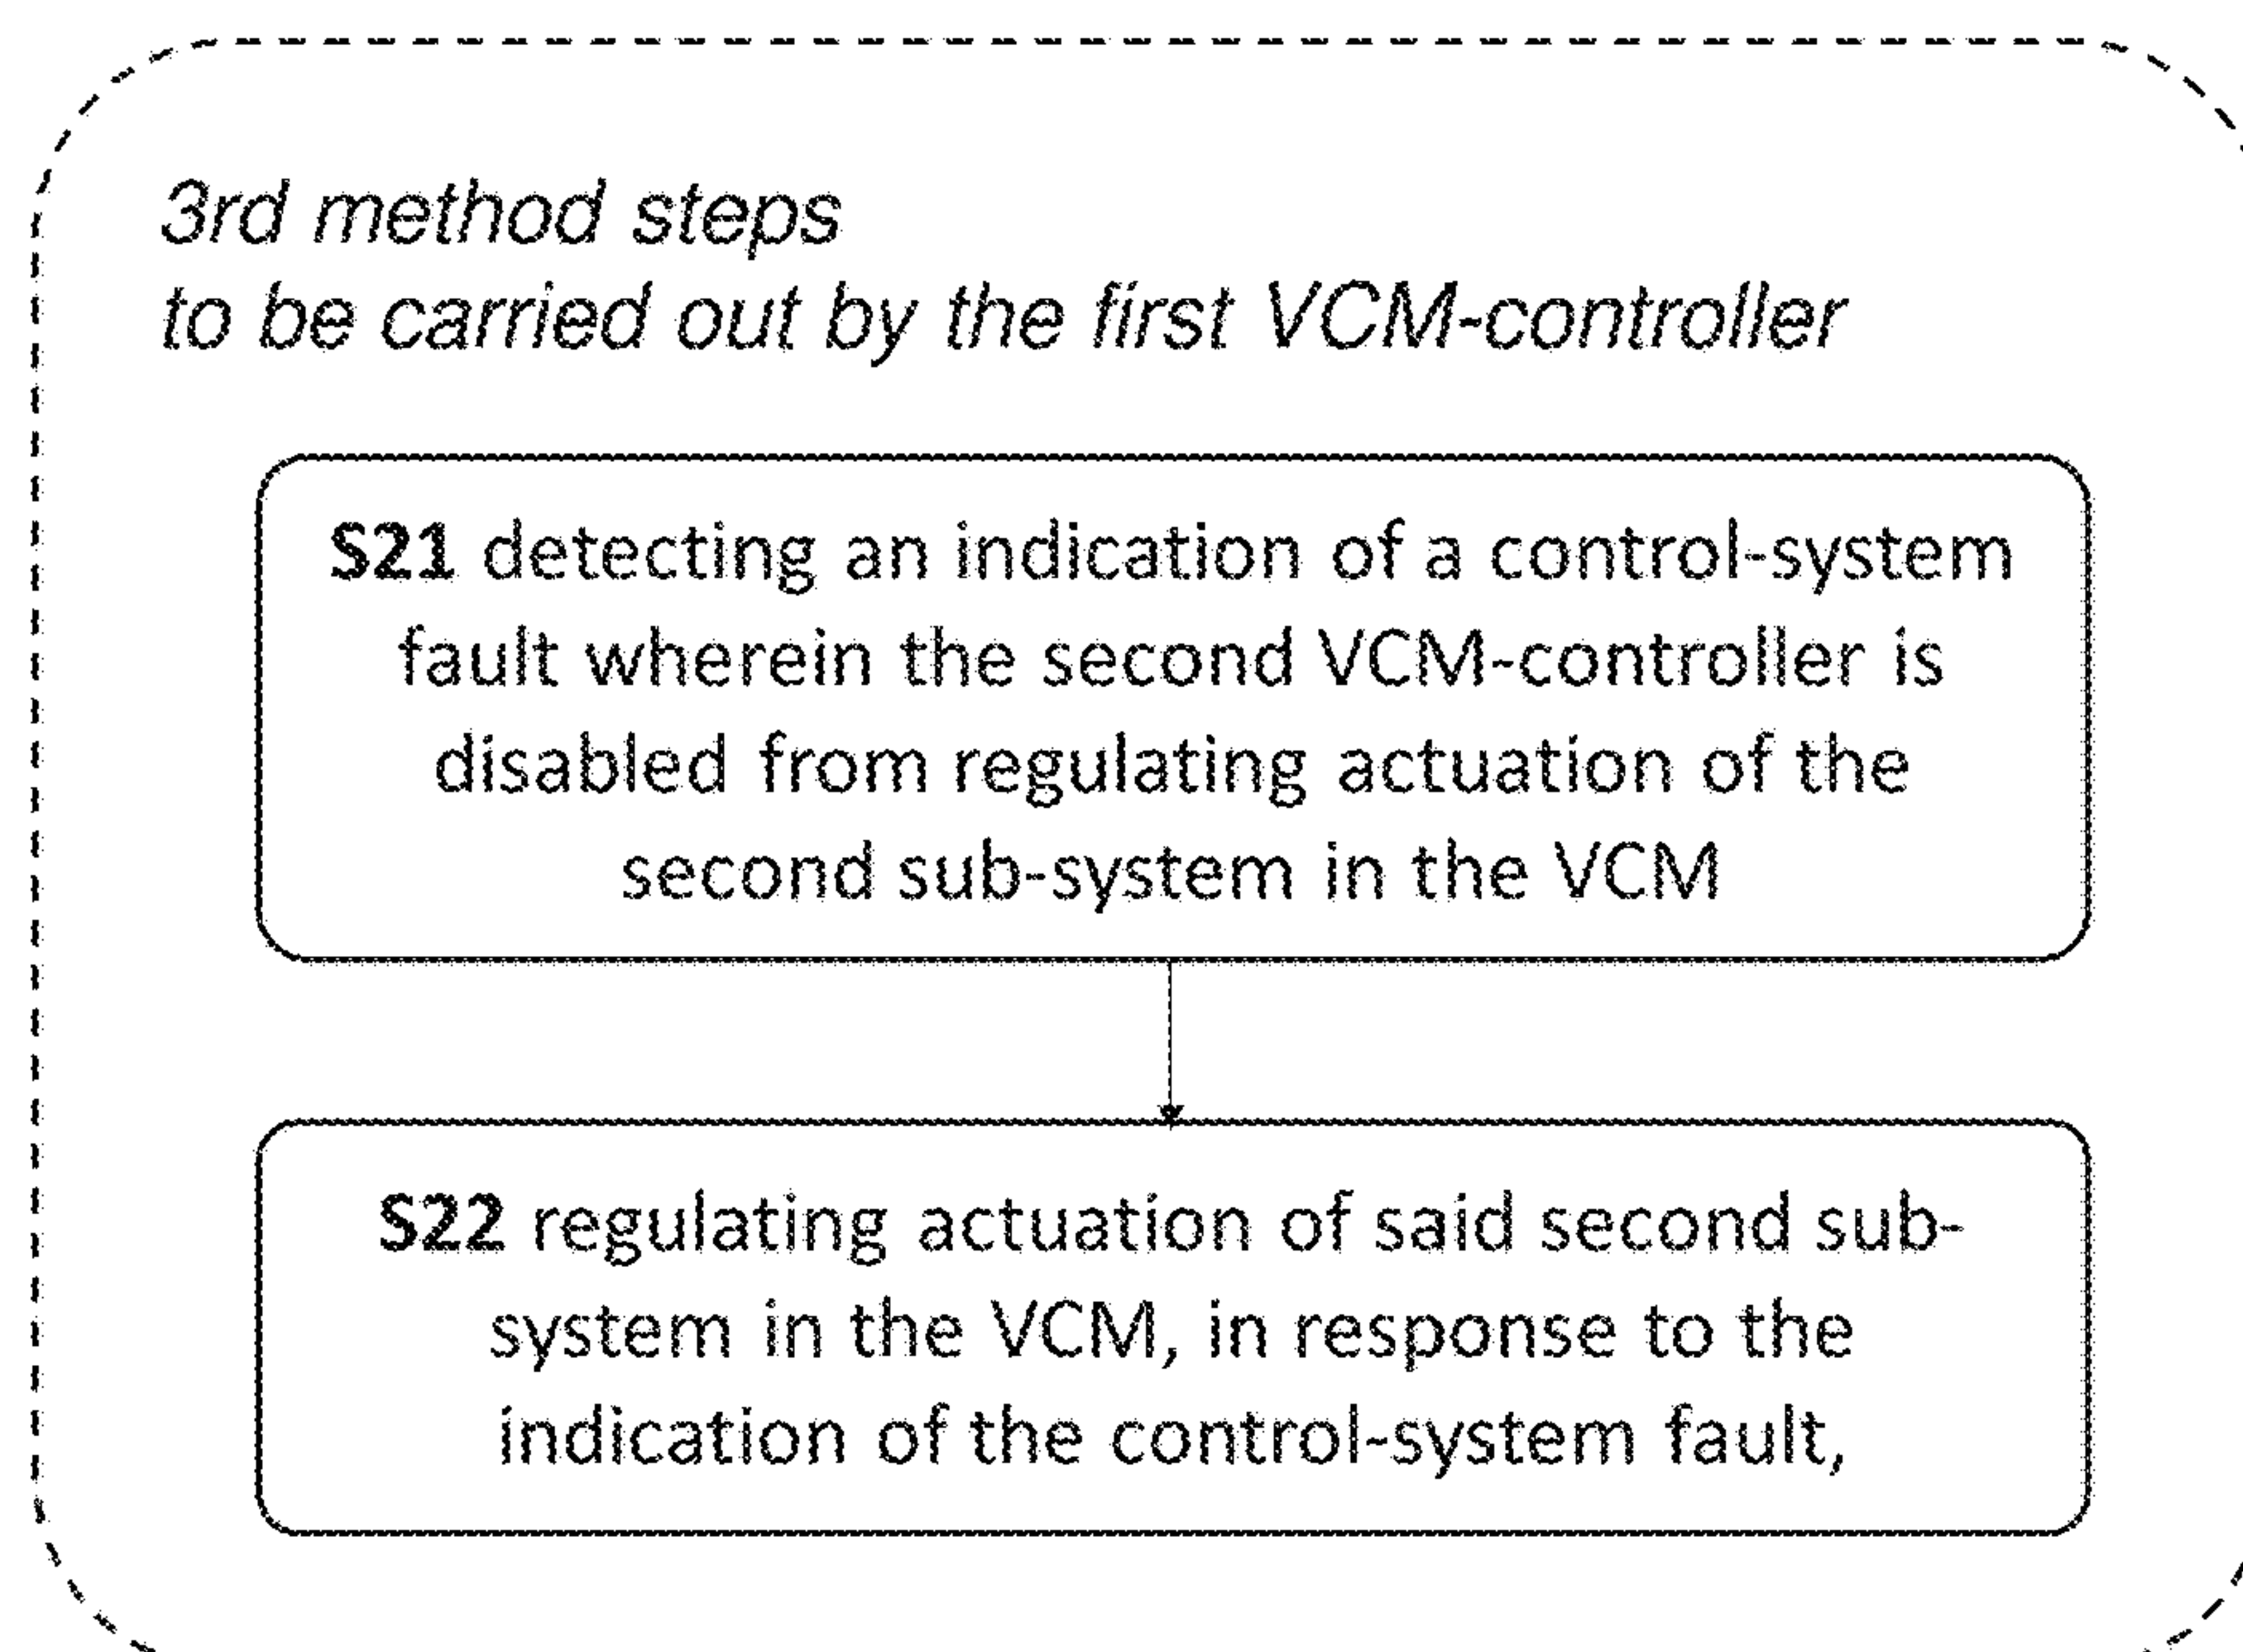 3rd method steps
to be carried out by the first VCM-controller
S21 detecting an indication of a control-system
fault wherein the second VCM-controller is
disabled from regulating actuation of the
second sub-system in the VCM
S22 regulating actuation of said second sub-
system in the VCM, in response to the
indication of the control-system fault,